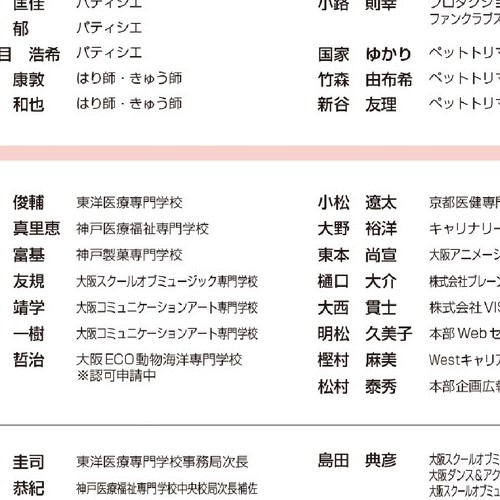 匡佳 パティシエ
郁 パティシエ
目 浩希 パティシエ
康敦 はり師・きゅう師
和也 はり師・きゅう師
小路 則幸 プロダクショ
ファンクラブス
国家 ゆかり ペットトリマ
竹森 由布希 ペットトリマ
新谷 友理 ペットトリマ
俊輔 東洋医療専門学校
真里恵 神戸医療福祉専門学校
富基 神戸製菓専門学校
友規 大阪スクールオブミュージック専門学校
靖学 大阪コミュニケーションアート専門学校
一樹 大阪コミュニケーションアート専門学校
哲治 大阪ECO動物海洋専門学校
※認可申請中
小松 遼太 京都医健専門
大野 裕洋 キャリナリー
東本 尚宣 大阪アニメーシ
樋口 大介 株式会社ブレーン
大西 貫士 株式会社VIS
明松 久美子 本部Webセ
樫村 麻美 Westキャリア
松村 泰秀 本部企画広報
圭司 東洋医療専門学校事務局次長
恭紀 神戸医療福祉専門学校中央校局次長補佐
島田 典彦 大阪スクールオブミ
大阪ダンス&アク
大阪スクールオブミュ